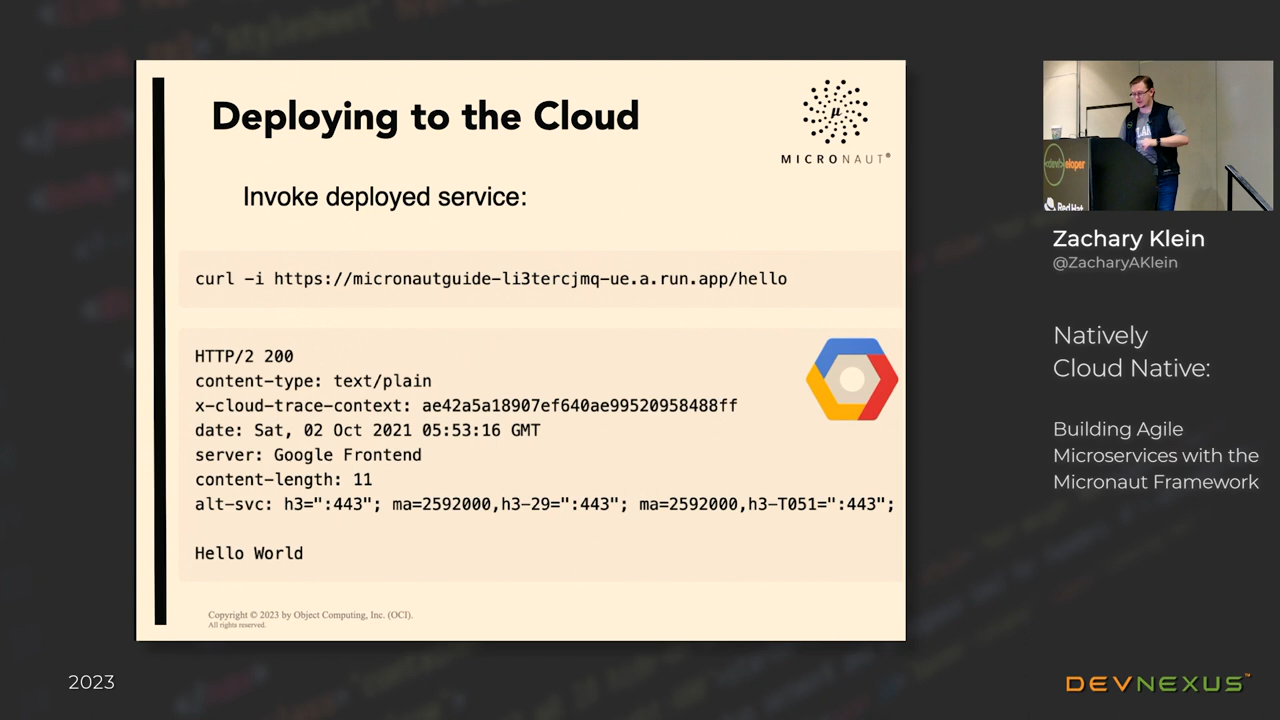 Deploying to the Cloud
μ
MICRONAUT®
Invoke deployed service:
curl -i https://micronautguide-li3tercjmq-ue.a.run.app/hello
HTTP/2 200
content-type: text/plain
x-cloud-trace-context: ae42a5a18907ef640ae99520958488ff
date: Sat, 02 Oct 2021 05:53:16 GMT
server: Google Frontend
content-length: 11
alt-svc: h3=":443"; ma=2592000,h3-29=":443"; ma=2592000,h3-T051=":443";
Hello World
Copyright © 2023 by Object Computing, Inc. (OCI).
All rights reserved.
<dev/>eloper
Red Hat
Zachary Klein
@ZacharyAKlein
Natively
Cloud Native:
Building Agile
Microservices with the
Micronaut Framework
2023
DEVNEXUS™